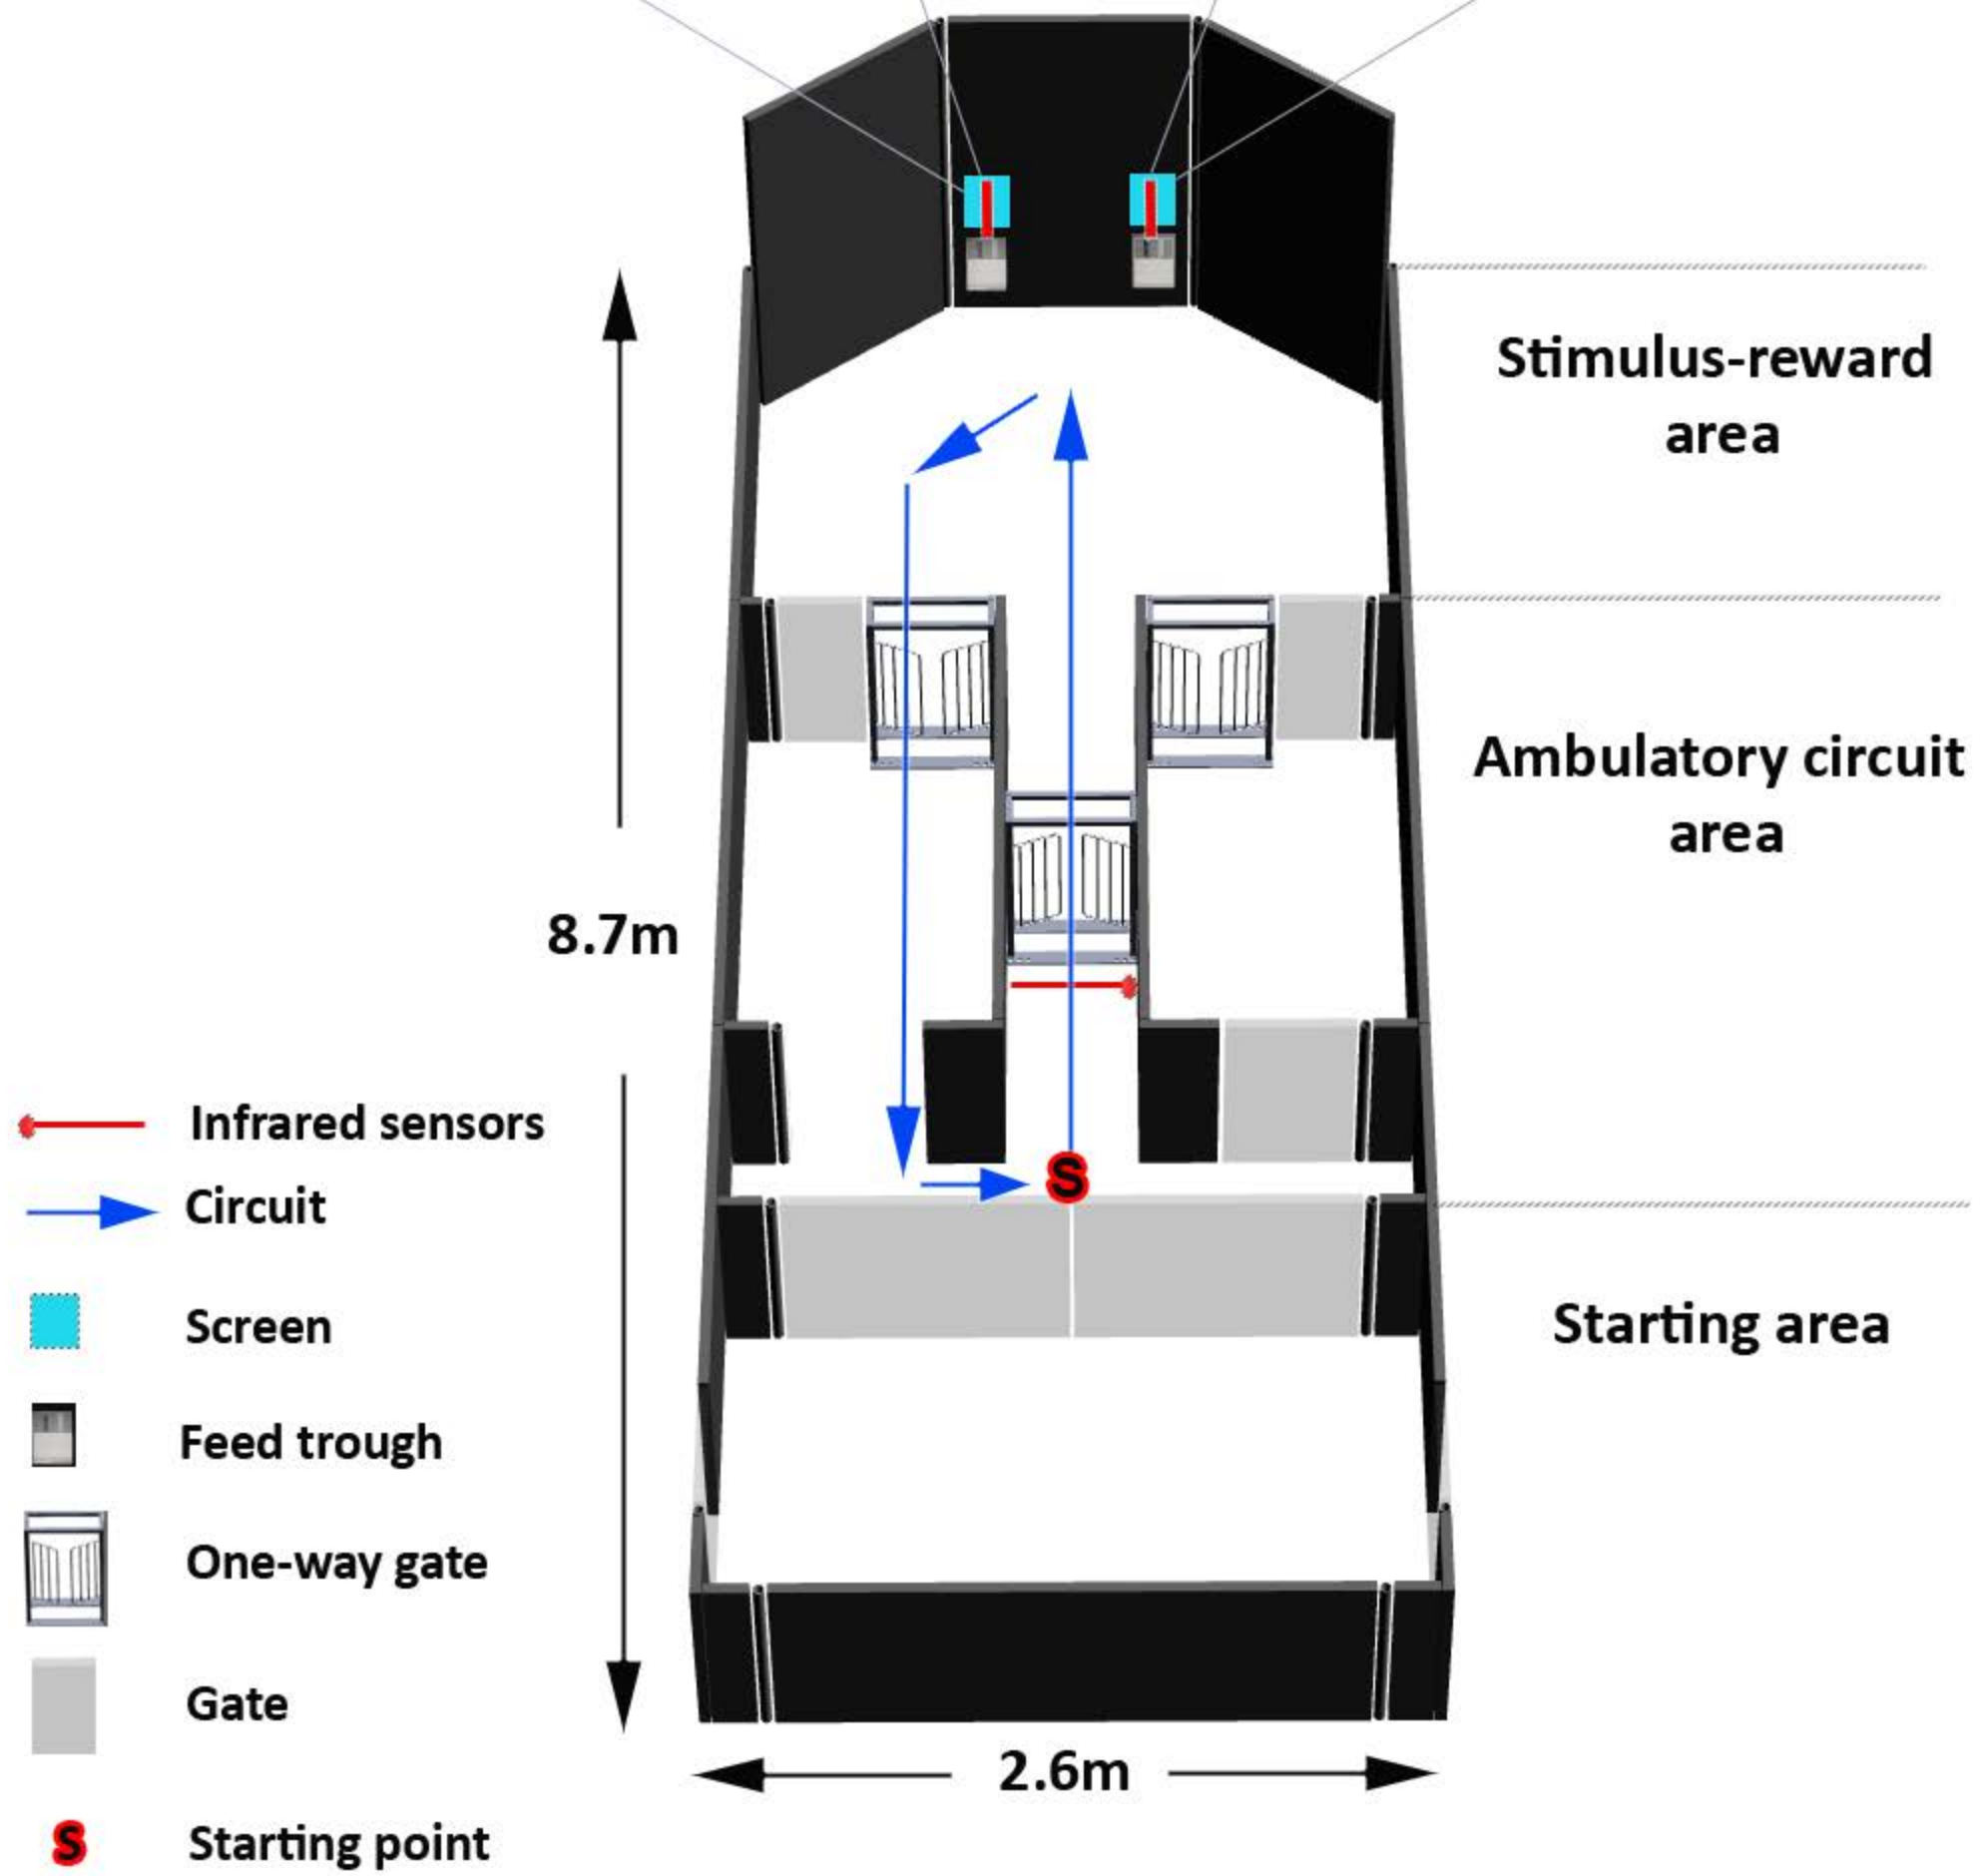 Stimulus-reward
area
Ambulatory circuit
area
8.7m
Infrared sensors
S
Circuit
Starting area
Screen
Feed trough
One-way gate
Gate
2.6m
S Starting point